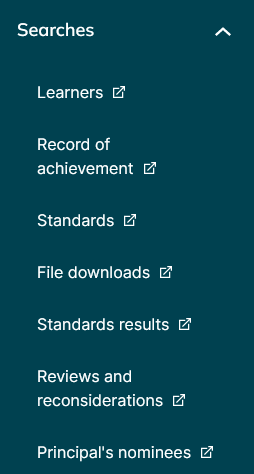 Searches
Learners
Record of
achievement
Standards
File downloads
Standards results
Reviews and
reconsiderations
Principal's nominees